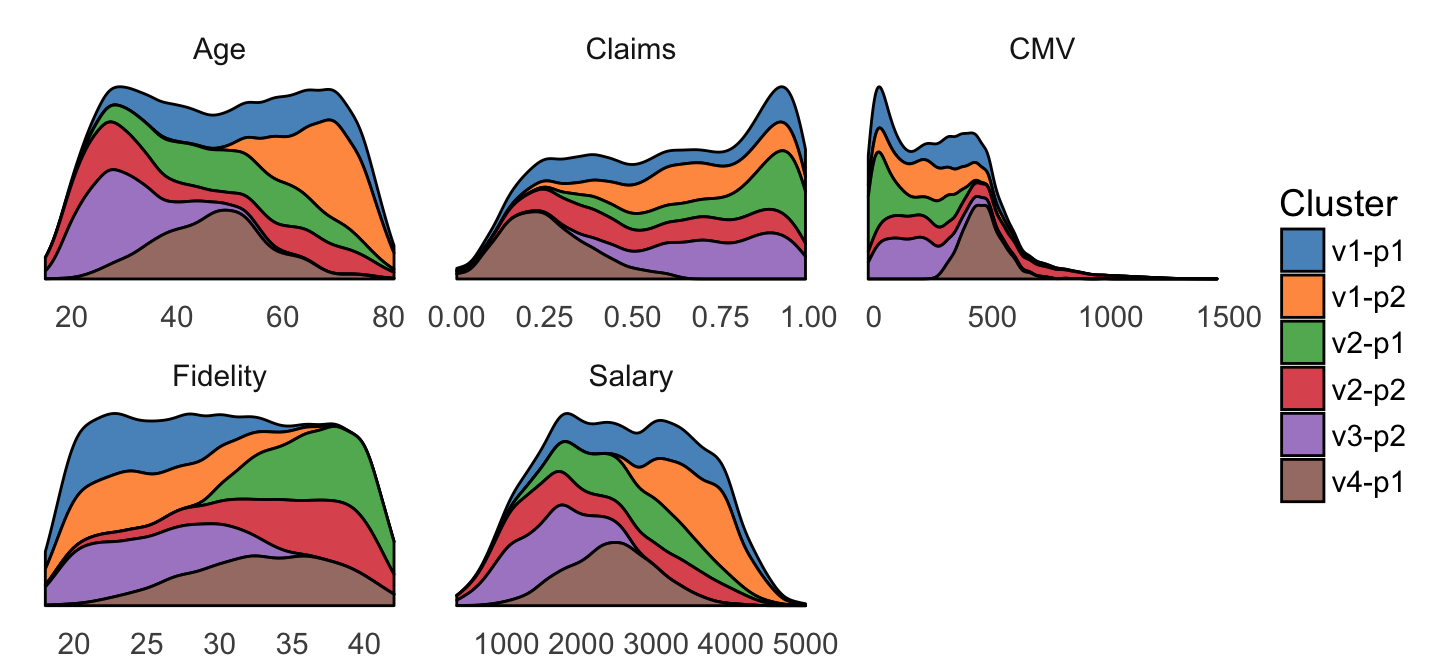 Age
Claims
CMV
20 40 60 80
0.00 0.25 0.50 0.75 1.00
0 500 1000 1500
Fidelity
Salary
20 25 30 35 40
1000 2000 3000 4000 5000
Cluster
v1-p1
v1-p2
v2-p1
v2-p2
v3-p2
v4-p1